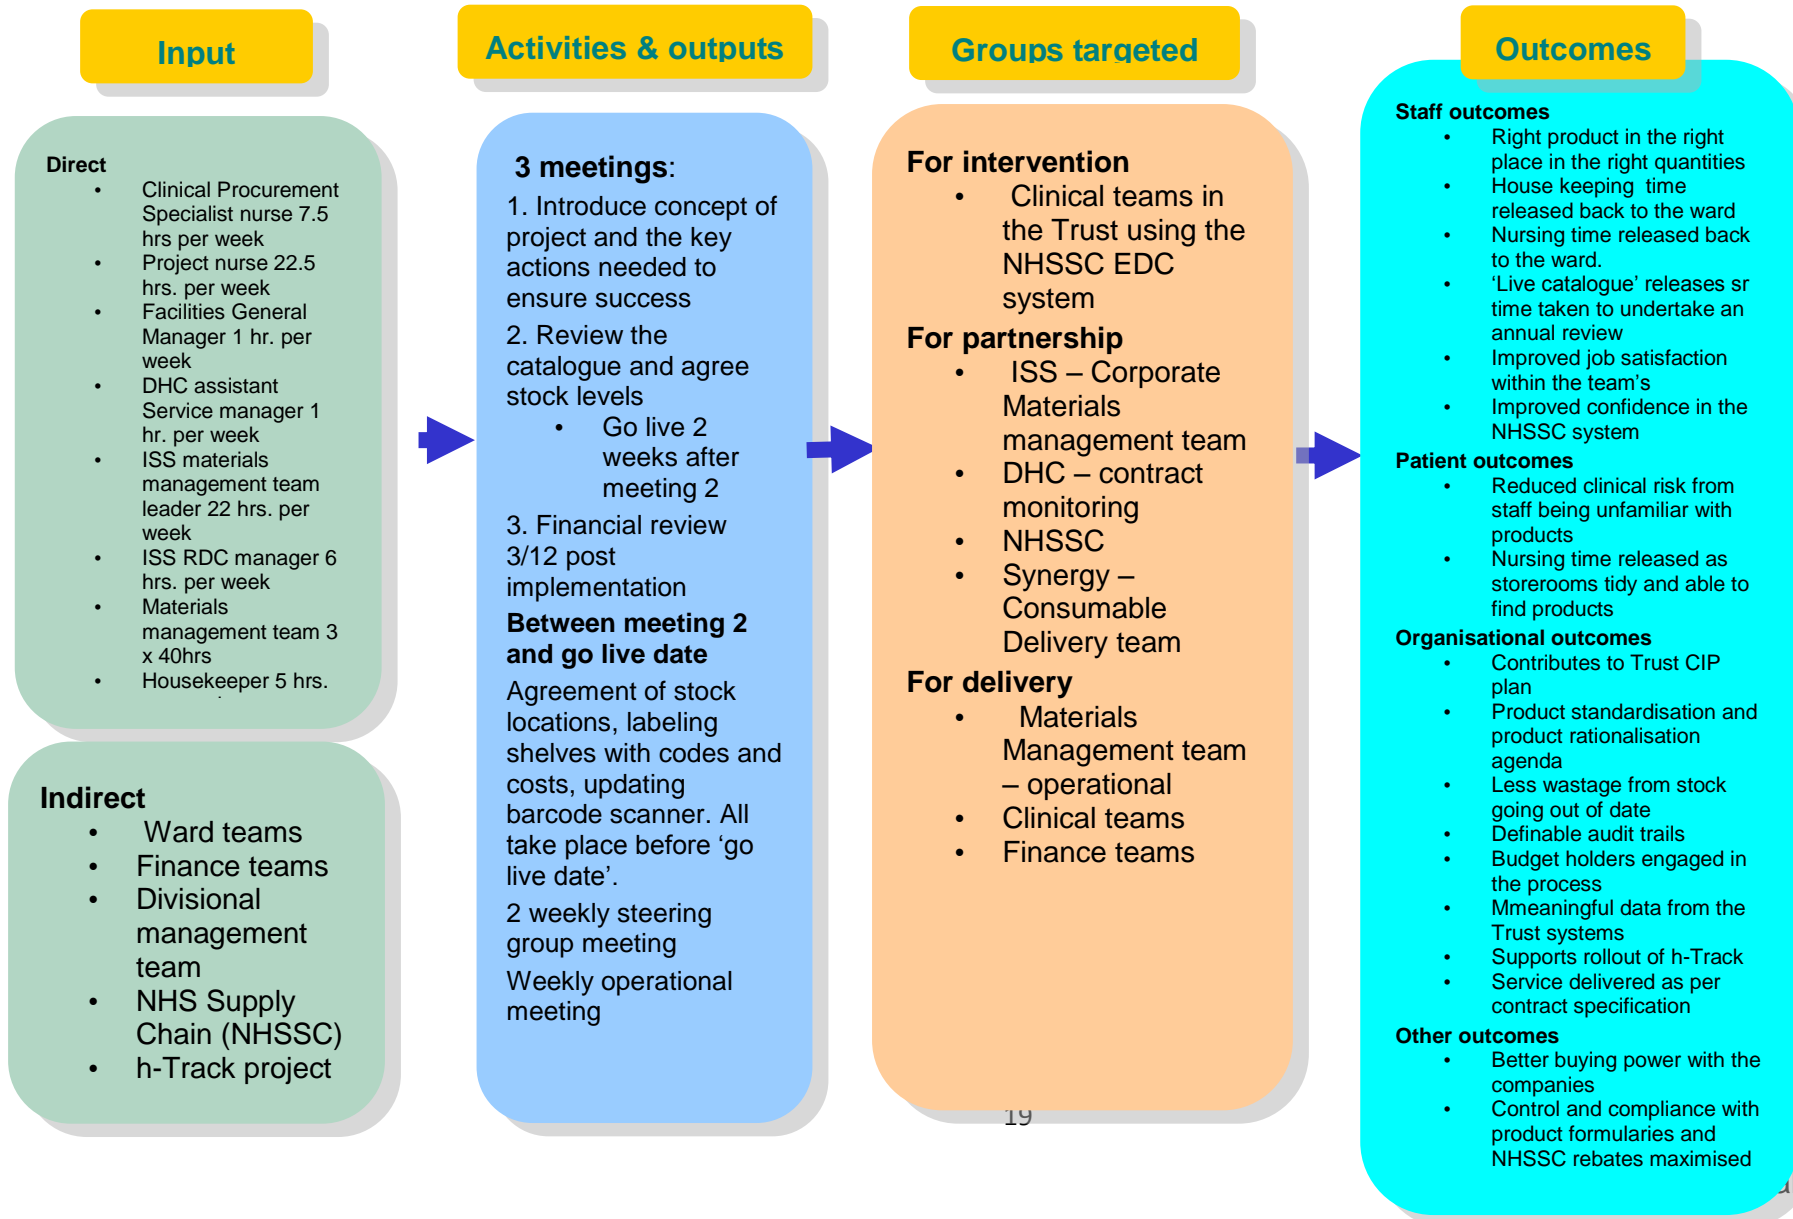 Input
Direct
• Clinical Procurement
Specialist nurse 7.5
hrs per week
• Project nurse 22.5
hrs. per week
• Facilities General
Manager 1 hr. per
week
• DHC assistant
Service manager 1
hr. per week
• ISS materials
management team
leader 22 hrs. per
week
• ISS RDC manager 6
hrs. per week
• Materials
management team 3
x 40hrs
• Housekeeper 5 hrs.
Indirect
• Ward teams
• Finance teams
• Divisional
management
team
• NHS Supply
Chain (NHSSC)
• h-Track project
Activities & outputs
3 meetings:
1. Introduce concept of
project and the key
actions needed to
ensure success
2. Review the
catalogue and agree
stock levels
• Go live 2
weeks after
meeting 2
3. Financial review
3/12 post
implementation
Between meeting 2
and go live date
Agreement of stock
locations, labeling
shelves with codes and
costs, updating
barcode scanner. All
take place before ‘go
live date’.
2 weekly steering
group meeting
Weekly operational
meeting
Groups targeted
For intervention
• Clinical teams in
the Trust using the
NHSSC EDC
system
For partnership
• ISS – Corporate
Materials
management team
• DHC – contract
monitoring
• NHSSC
• Synergy –
Consumable
Delivery team
For delivery
• Materials
Management team
– operational
• Clinical teams
• Finance teams
19
Outcomes
Staff outcomes
• Right product in the right
place in the right quantities
• House keeping time
released back to the ward
• Nursing time released back
to the ward.
• ‘Live catalogue’ releases sr
time taken to undertake an
annual review
• Improved job satisfaction
within the team’s
• Improved confidence in the
NHSSC system
Patient outcomes
• Reduced clinical risk from
staff being unfamiliar with
products
• Nursing time released as
storerooms tidy and able to
find products
Organisational outcomes
• Contributes to Trust CIP
plan
• Product standardisation and
product rationalisation
agenda
• Less wastage from stock
going out of date
• Definable audit trails
• Budget holders engaged in
the process
• Mmeaningful data from the
Trust systems
• Supports rollout of h-Track
• Service delivered as per
contract specification
Other outcomes
• Better buying power with the
companies
• Control and compliance with
product formularies and
NHSSC rebates maximised